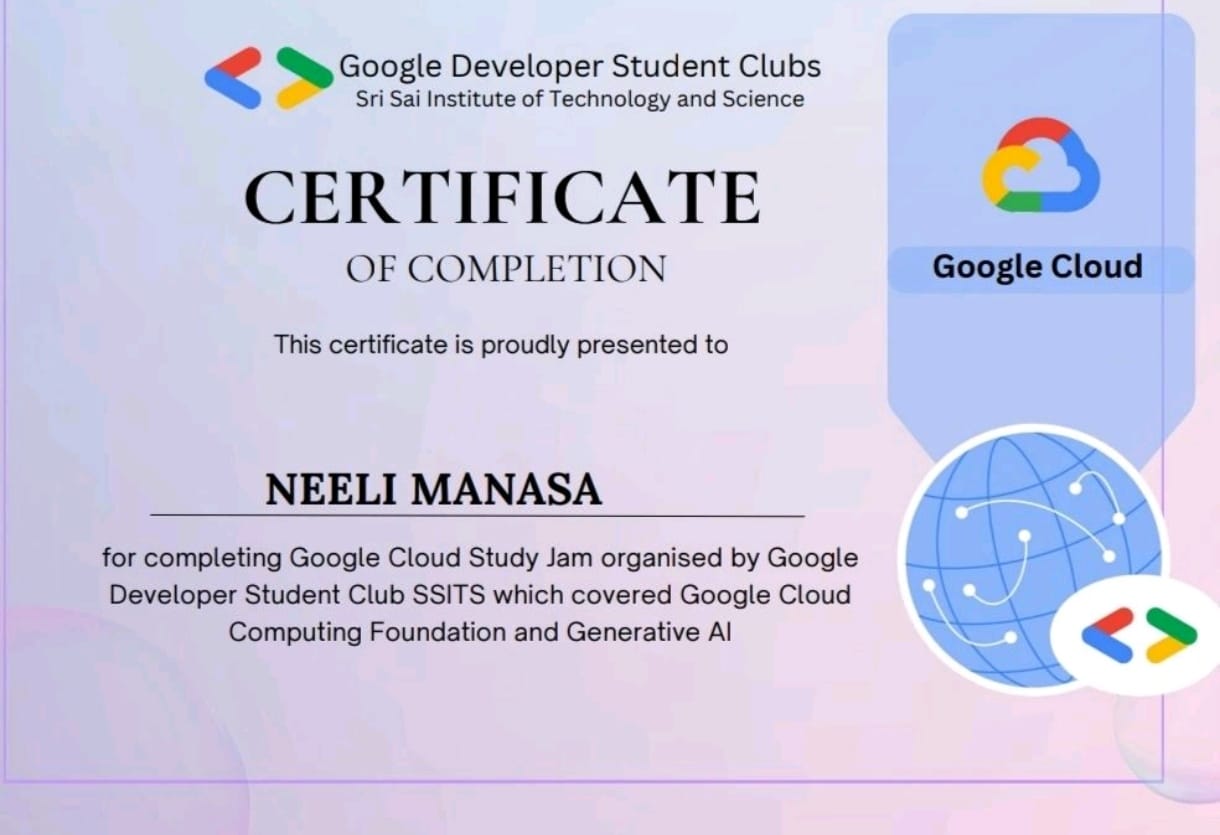 Google Developer Student Clubs
Sri Sai Institute of Technology and Science
CERTIFICATE
OF COMPLETION
This certificate is proudly presented to
NEELI MANASA
for completing Google Cloud Study Jam organised by Google
Developer Student Club SSITS which covered Google Cloud
Computing Foundation and Generative AI
Google Cloud